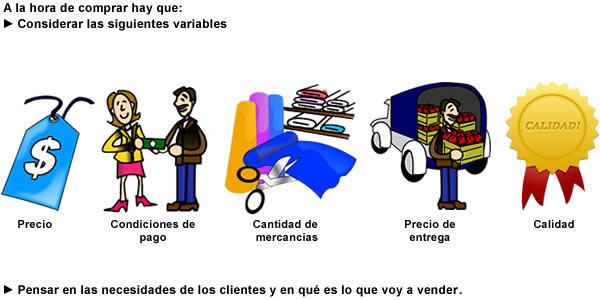 A la hora de comprar hay que:
► Considerar las siguientes variables
$
CALIDAD!
Precio
Condiciones de
pago
Cantidad de
mercancias
Precio de
entrega
Calidad
► Pensar en las necesidades de los clientes y en qué es lo que voy a vender.